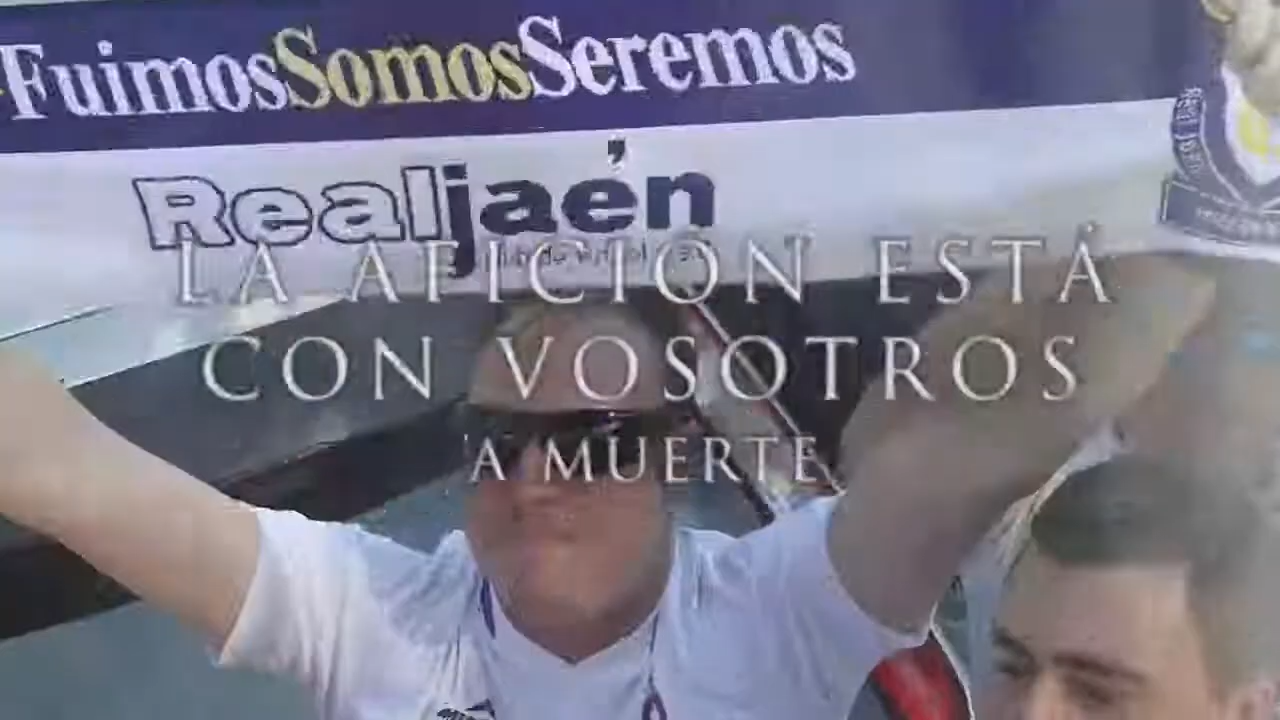 FuimosSomosSeremos
Realjaén
LA AFICIÓN ESTÁ
CON VOSOTROS
'A MUERTE